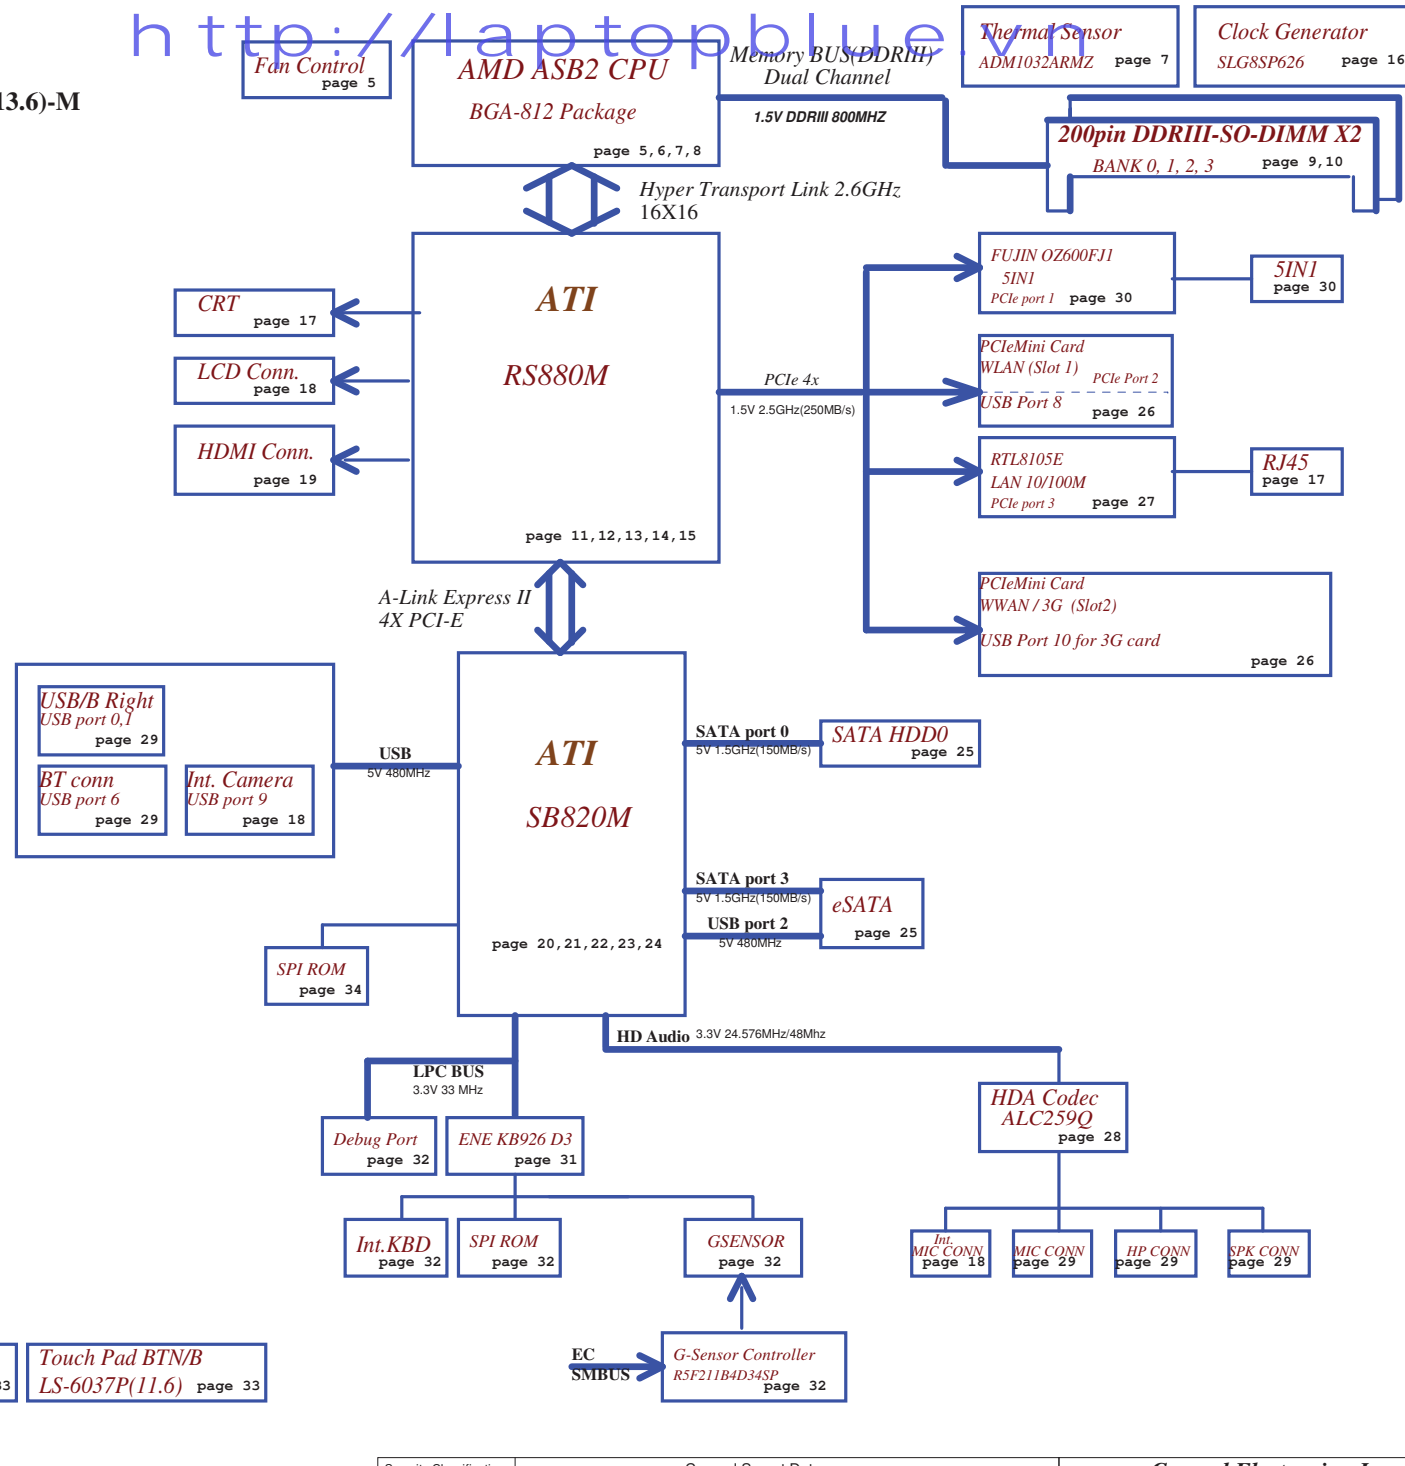 http://laptopblue.vn
Fan Control
page 5
AMD ASB2 CPU
BGA-812 Package
page 5,6,7,8
Memory BUS(DDRIII)
Dual Channel
1.5V DDRIII 800MHZ
Thermal Sensor
ADM1032ARMZ page 7
Clock Generator
SLG8SP626 page 16
13.6)-M
200pin DDRIII-SO-DIMM X2
BANK 0, 1, 2, 3 page 9,10
Hyper Transport Link 2.6GHz
16X16
ATI
RS880M
page 11,12,13,14,15
CRT
page 17
LCD Conn.
page 18
HDMI Conn.
page 19
PCIe 4x
1.5V 2.5GHz(250MB/s)
FUJIN OZ600FJ1
5IN1
PCIe port 1 page 30
5IN1
page 30
PCIeMini Card
WLAN (Slot 1)
PCIe Port 2
USB Port 8
page 26
RTL8105E
LAN 10/100M
PCIe port 3 page 27
RJ45
page 17
PCIeMini Card
WWAN / 3G (Slot2)
USB Port 10 for 3G card
page 26
A-Link Express II
4X PCI-E
USB/B Right
USB port 0,1
page 29
BT conn
USB port 6
page 29
Int. Camera
USB port 9
page 18
USB
5V 480MHz
ATI
SB820M
page 20,21,22,23,24
SATA port 0
5V 1.5GHz(150MB/s)
SATA HDD0
page 25
SATA port 3
5V 1.5GHz(150MB/s)
USB port 2
5V 480MHz
eSATA
page 25
SPI ROM
page 34
HD Audio 3.3V 24.576MHz/48Mhz
LPC BUS
3.3V 33 MHz
HDA Codec
ALC259Q
page 28
Debug Port
page 32
ENE KB926 D3
page 31
Int.KBD
page 32
SPI ROM
page 32
GSENSOR
page 32
Int.
MIC CONN
page 18
MIC CONN
page 29
HP CONN
page 29
SPK CONN
page 29
EC
SMBUS
G-Sensor Controller
R5F211B4D34SP
page 32
33
Touch Pad BTN/B
LS-6037P(11.6) page 33